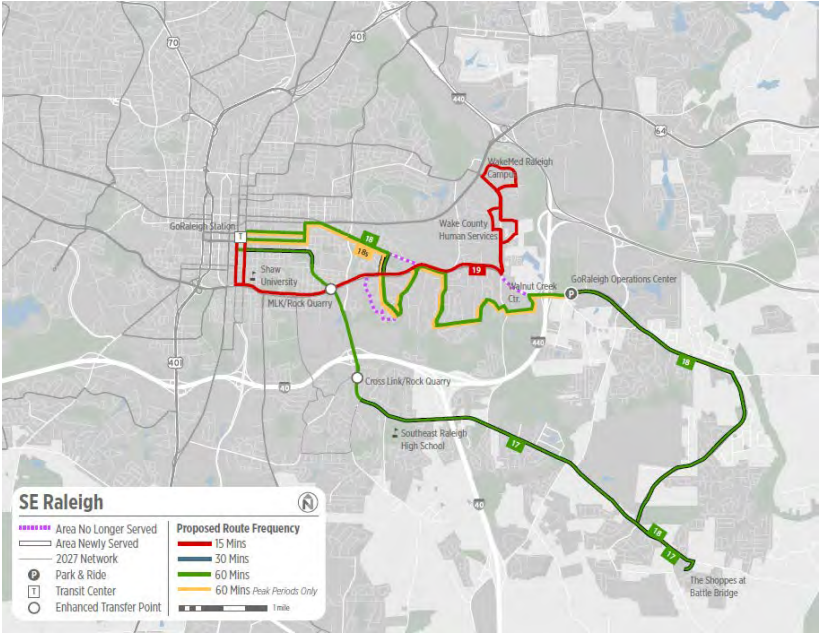 70
401
440
64
WakeMed Raleigh
Campus
GoRaleigh Station
T
18
18s
Wake County
Human Services
19
Shaw
University
MLK/Rock Quarry
Walnut Creek
Ctr.
GoRaleigh Operations Center
P
440
401
40
18
Cross Link/Rock Quarry
Southeast Raleigh
High School
17
40
18
17
The Shoppes at
Battle Bridge
SE Raleigh
N
Area No Longer Served
Area Newly Served
2027 Network
P Park & Ride
T Transit Center
Enhanced Transfer Point
Proposed Route Frequency
15 Mins
30 Mins
60 Mins
60 Mins Peak Periods Only
1 mile